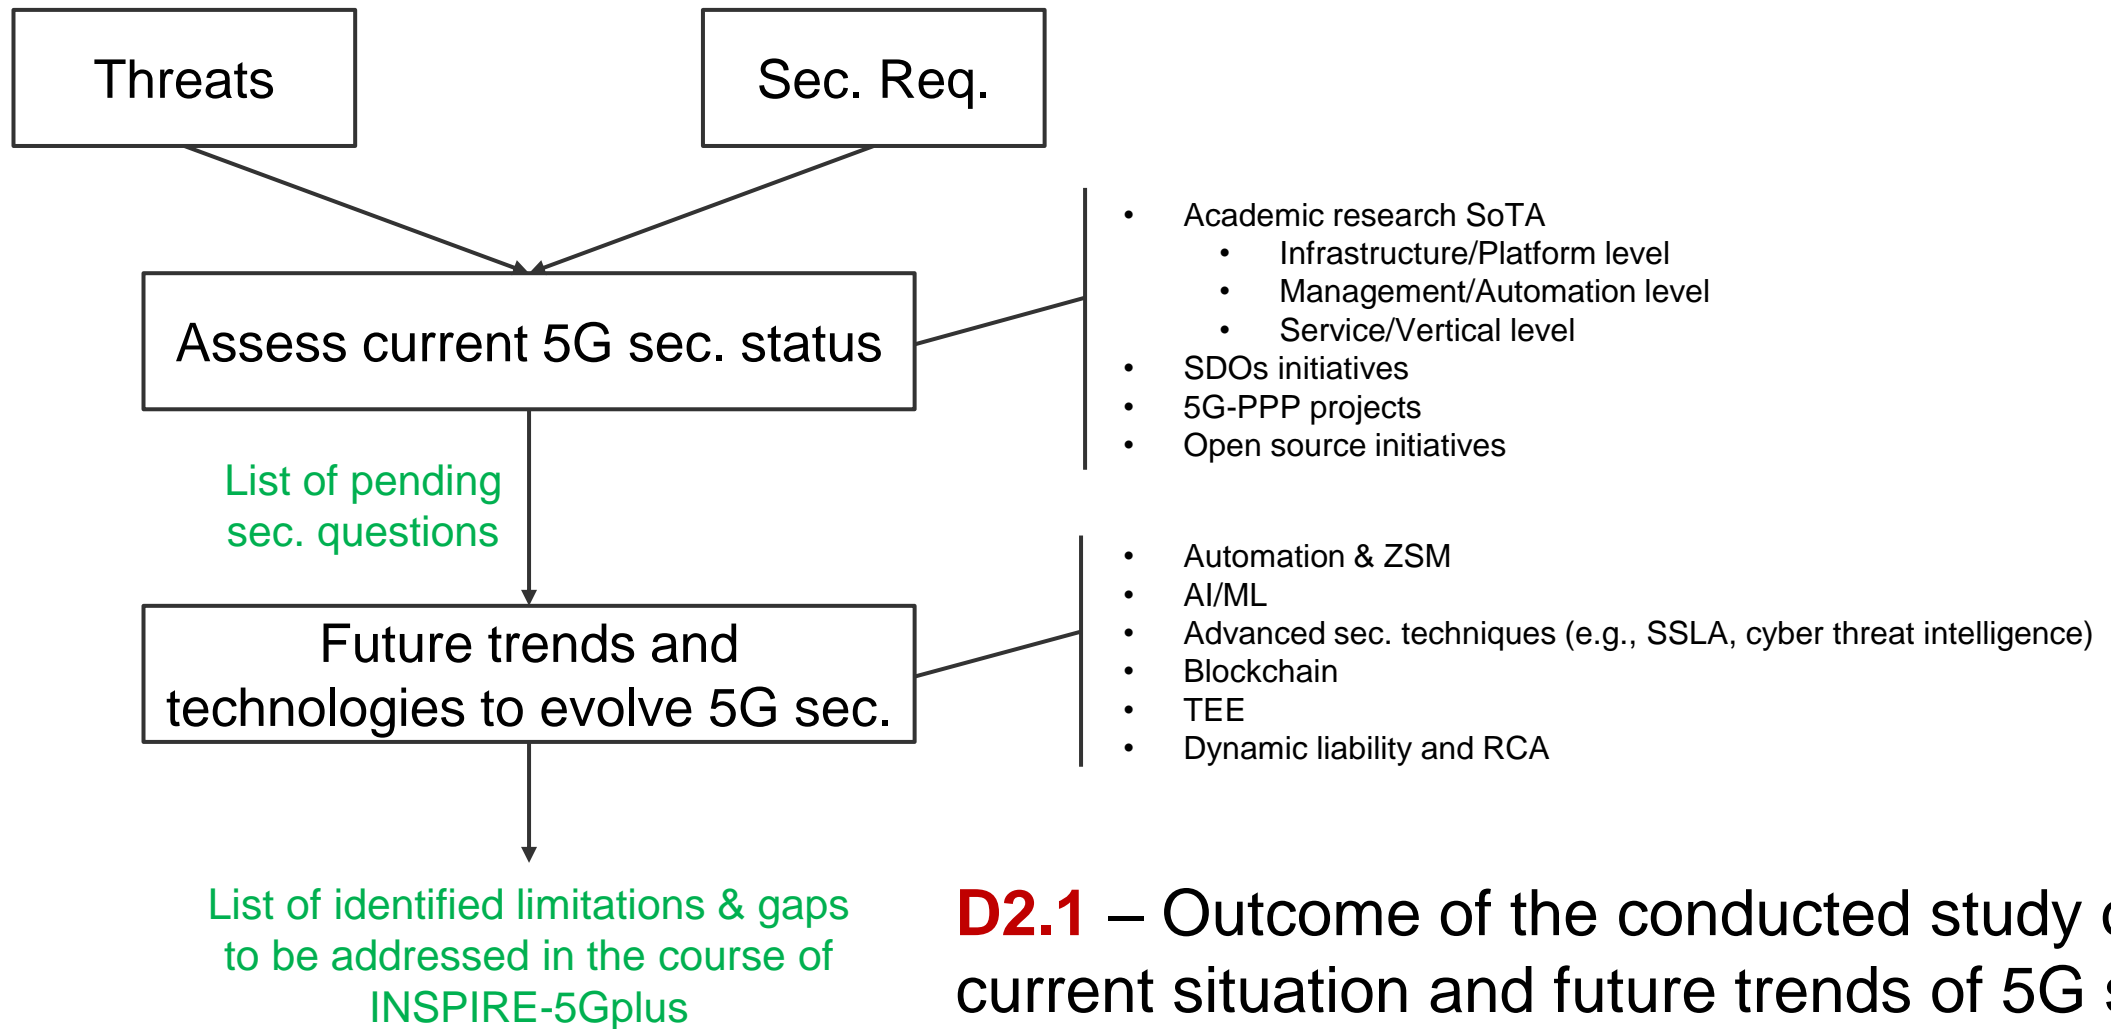 Threats
Sec. Req.
Assess current 5G sec. status
• Academic research SoTA
• Infrastructure/Platform level
• Management/Automation level
• Service/Vertical level
• SDOs initiatives
• 5G-PPP projects
• Open source initiatives
List of pending
sec. questions
Future trends and
technologies to evolve 5G sec.
• Automation & ZSM
• AI/ML
• Advanced sec. techniques (e.g., SSLA, cyber threat intelligence)
• Blockchain
• TEE
• Dynamic liability and RCA
List of identified limitations & gaps
to be addressed in the course of
INSPIRE-5Gplus
D2.1 – Outcome of the conducted study
current situation and future trends of 5G